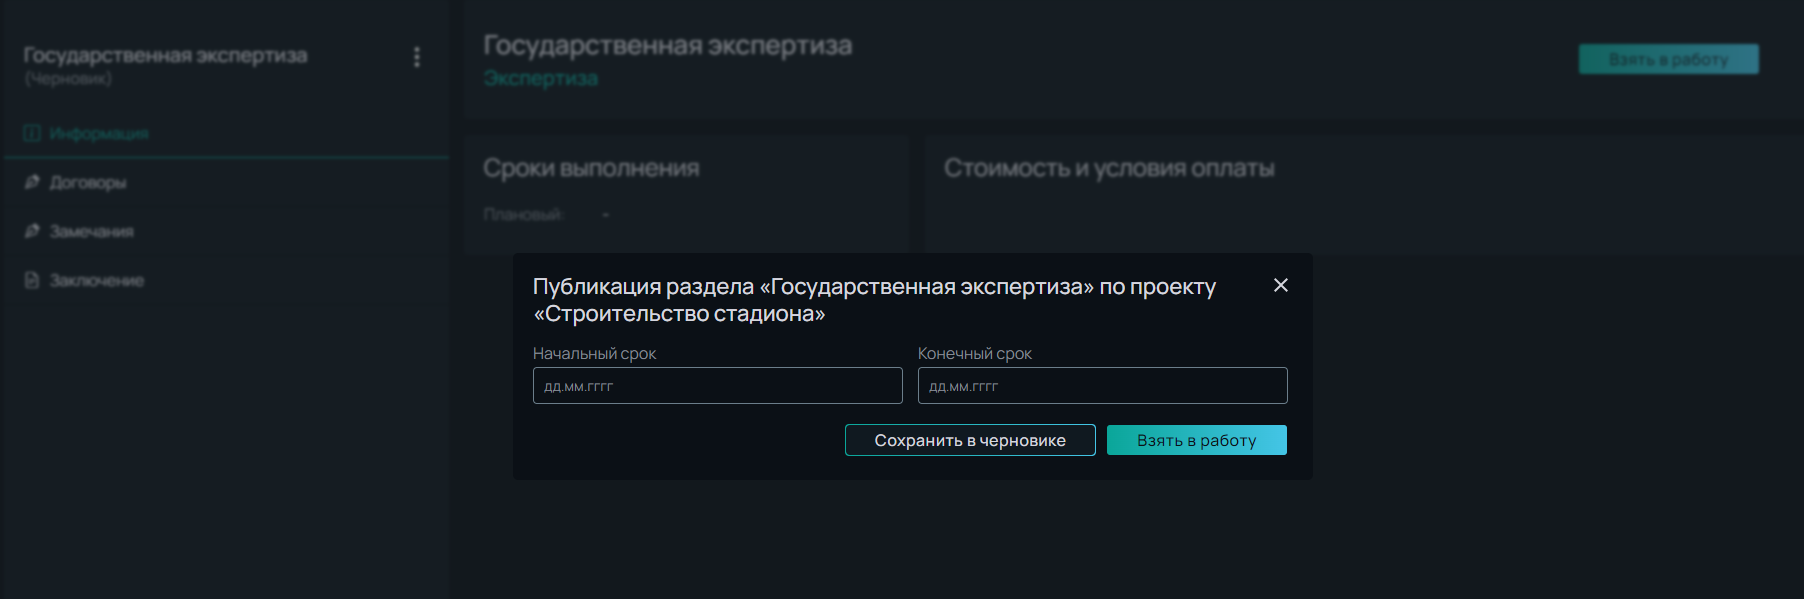 Государственная экспертиза
(Черновик)
Информация
Договоры
Замечания
Заключение
Государственная экспертиза
Экспертиза
Взять в работу
Сроки выполнения
Плановый: -
Стоимость и условия оплаты
Публикация раздела «Государственная экспертиза» по проекту
«Строительство стадиона»
Начальный срок
Конечный срок
дд.мм.гггг
дд.мм.гггг
Сохранить в черновике
Взять в работу